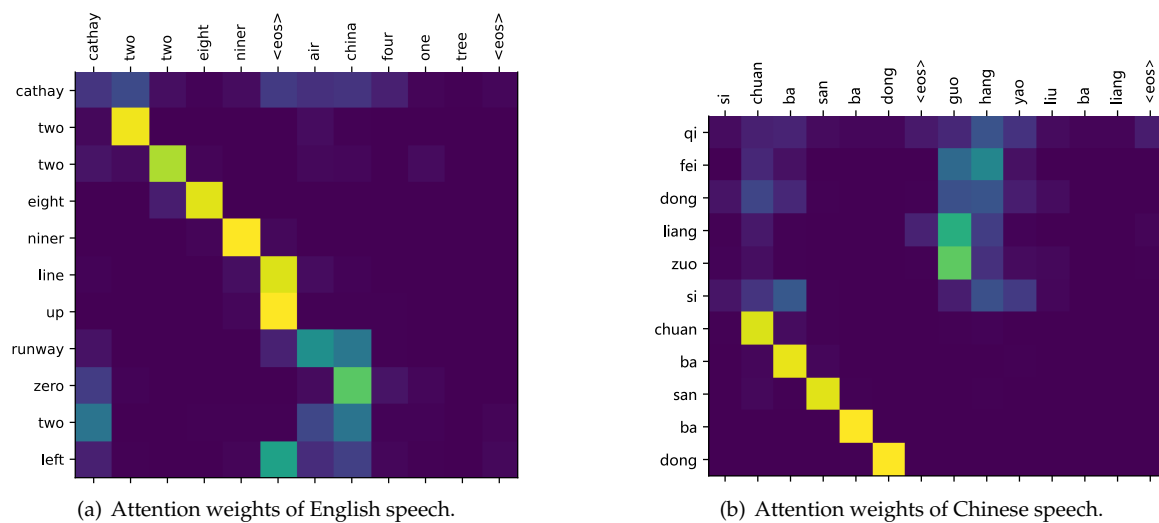 cathay two two eight niner <eos> air china four one tree <eos>
cathay
two
two
eight
niner
line
up
runway
zero
two
left
(a) Attention weights of English speech.
si chuan ba san ba dong <eos> guo hang yao liu ba liang <eos>
qi
fei
dong
liang
zuo
si
chuan
ba
san
ba
dong
(b) Attention weights of Chinese speech.